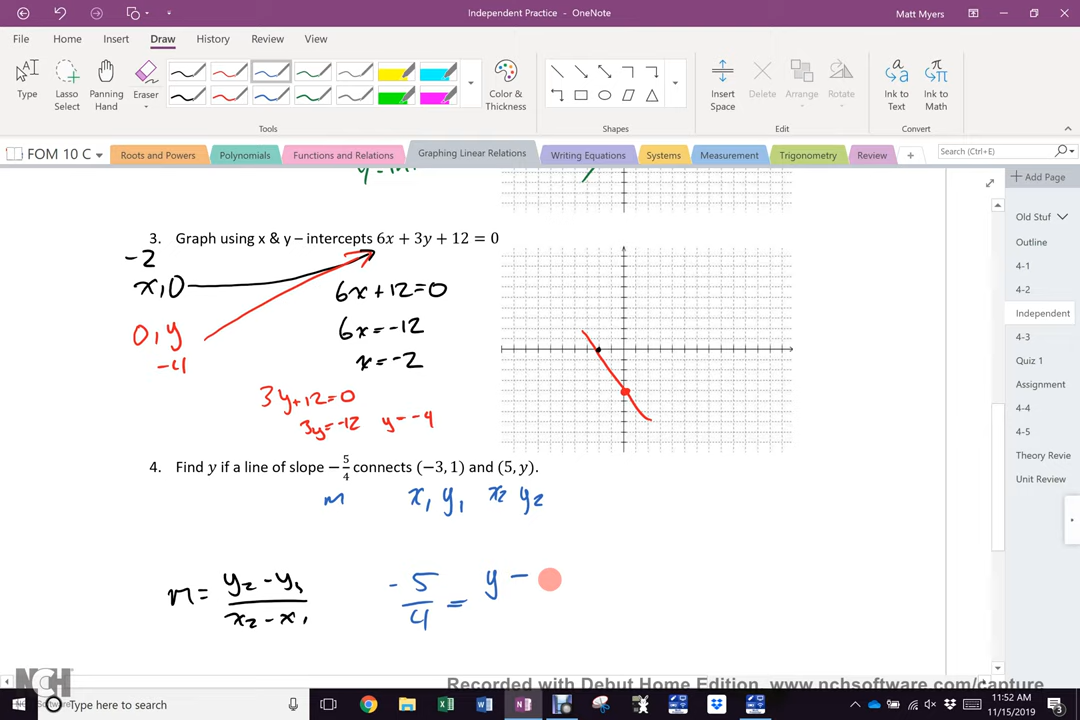 Independent Practice - OneNote
Matt Myers
File Home Insert Draw History Review View
Type
Lasso Select
Panning Hand
Eraser
Color & Thickness
Insert Space
Delete
Arrange
Rotate
Ink to Text
Ink to Math
Tools
Shapes
Edit
Convert
FOM 10 C
Roots and Powers
Polynomials
Functions and Relations
Graphing Linear Relations
Writing Equations
Systems
Measurement
Trigonometry
Review
Search (Ctrl+E)
Add Page
Old Stuff
Outline
4-1
4-2
Independent
4-3
Quiz 1
Assignment
4-4
4-5
Theory Revie
Unit Review
3. Graph using x & y – intercepts 6x + 3y + 12 = 0
-2
x,0
6x+12=0
0,y
6x=-12
-4
x=-2
3y+12=0
3y=-12 y=-4
4. Find y if a line of slope −5/4 connects (−3, 1) and (5, y).
m x₁ y₁ x₂ y₂
m = y₂ - y₁ / x₂ - x₁
-5/4 = y -
NCH
NCH Software
Recorded with Debut Home Edition. www.nchsoftware.com/capture
Type here to search
11:52 AM
11/15/2019
3